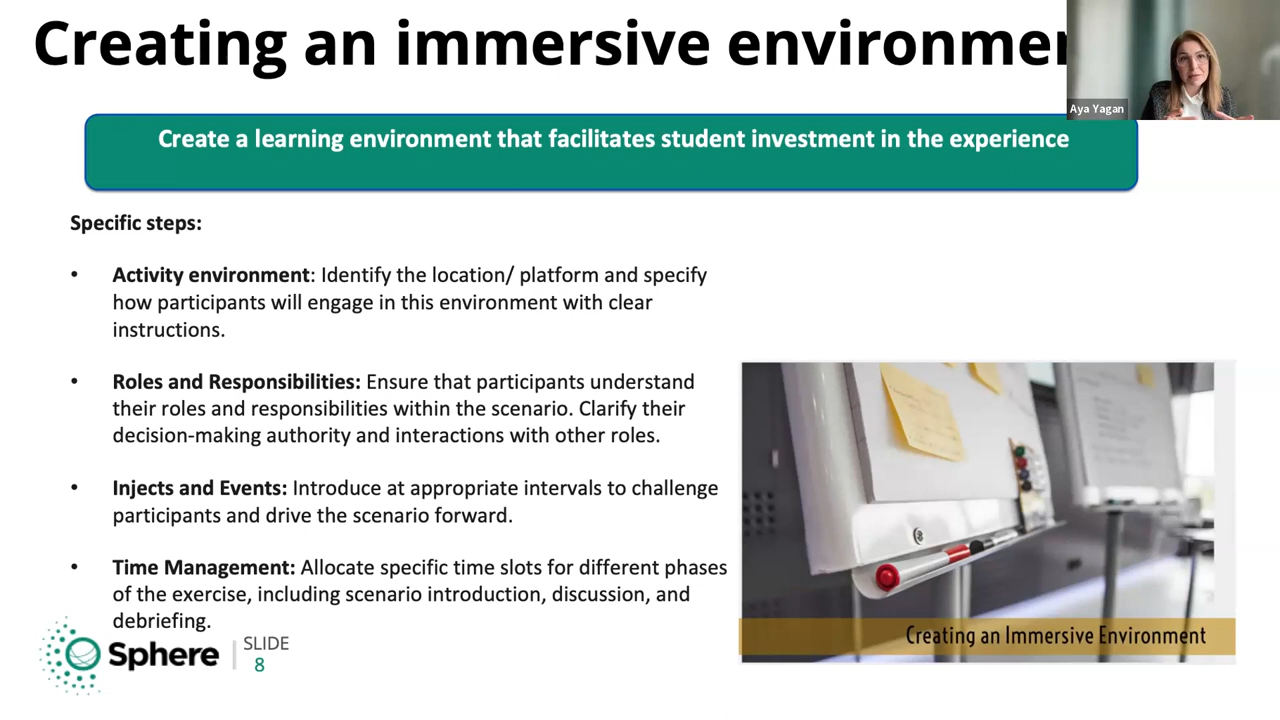 Creating an immersive environmen
Aya Yagan
Create a learning environment that facilitates student investment in the experience
Specific steps:
• Activity environment: Identify the location/ platform and specify
how participants will engage in this environment with clear
instructions.
• Roles and Responsibilities: Ensure that participants understand
their roles and responsibilities within the scenario. Clarify their
decision-making authority and interactions with other roles.
• Injects and Events: Introduce at appropriate intervals to challenge
participants and drive the scenario forward.
• Time Management: Allocate specific time slots for different phases
of the exercise, including scenario introduction, discussion, and
debriefing.
Creating an Immersive Environment
Sphere
SLIDE
8